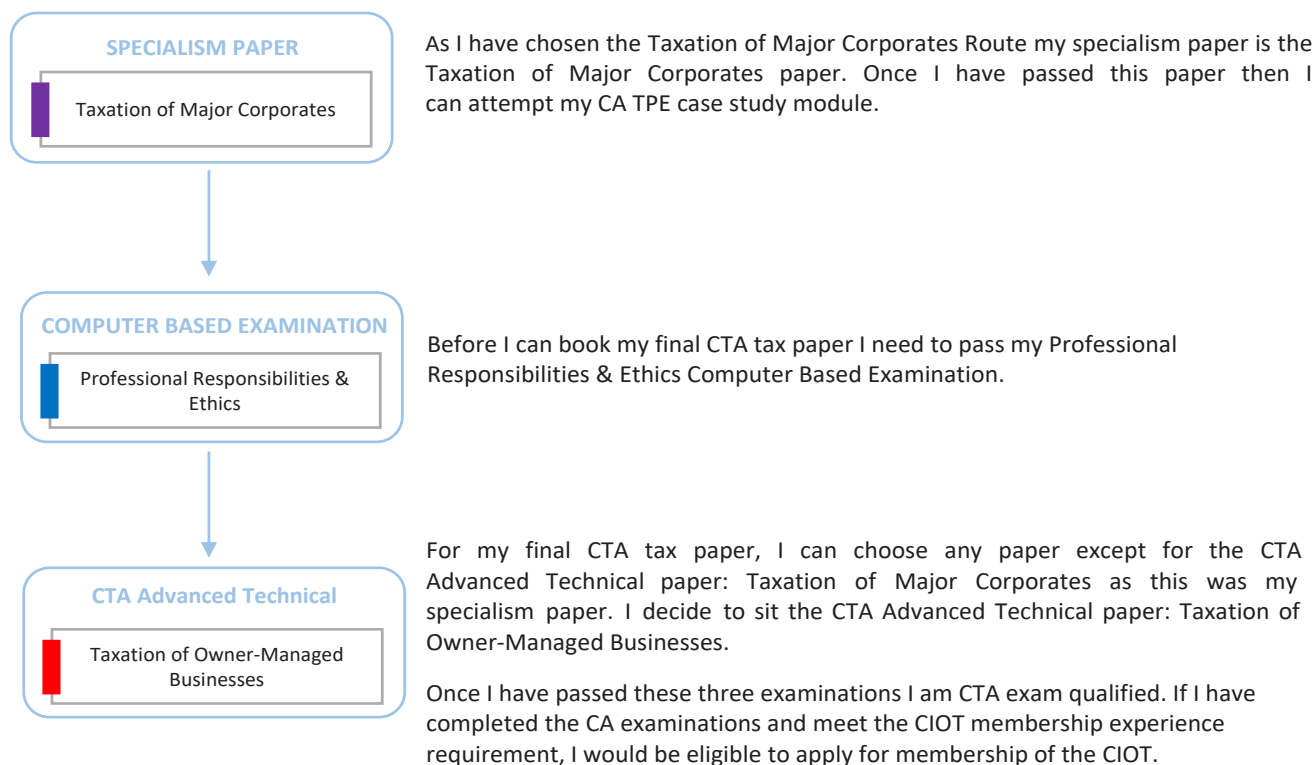 SPECIALISM PAPER
Taxation of Major Corporates
As I have chosen the Taxation of Major Corporates Route my specialism paper is the
Taxation of Major Corporates paper. Once I have passed this paper then I
can attempt my CA TPE case study module.
COMPUTER BASED EXAMINATION
Professional Responsibilities &
Ethics
Before I can book my final CTA tax paper I need to pass my Professional
Responsibilities & Ethics Computer Based Examination.
CTA Advanced Technical
Taxation of Owner-Managed
Businesses
For my final CTA tax paper, I can choose any paper except for the CTA
Advanced Technical paper: Taxation of Major Corporates as this was my
specialism paper. I decide to sit the CTA Advanced Technical paper: Taxation of
Owner-Managed Businesses.
Once I have passed these three examinations I am CTA exam qualified. If I have
completed the CA examinations and meet the CIOT membership experience
requirement, I would be eligible to apply for membership of the CIOT.